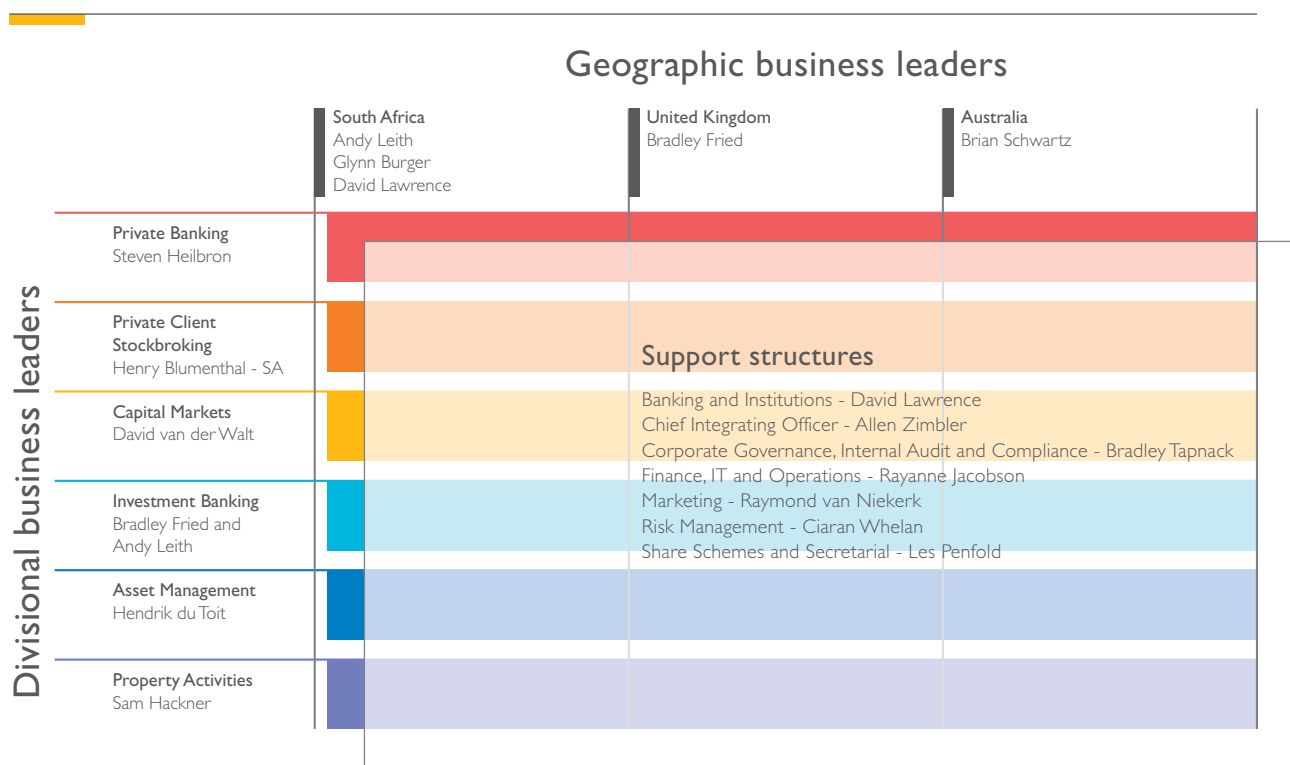 Geographic business leaders
South Africa
Andy Leith
Glynn Burger
David Lawrence
United Kingdom
Bradley Fried
Australia
Brian Schwartz
Divisional business leaders
Private Banking
Steven Heilbron
Private Client
Stockbroking
Henry Blumenthal - SA
Capital Markets
David van der Walt
Investment Banking
Bradley Fried and
Andy Leith
Asset Management
Hendrik du Toit
Property Activities
Sam Hackner
Support structures
Banking and Institutions - David Lawrence
Chief Integrating Officer - Allen Zimbler
Corporate Governance, Internal Audit and Compliance - Bradley Tapnack
Finance, IT and Operations - Rayanne Jacobson
Marketing - Raymond van Niekerk
Risk Management - Ciaran Whelan
Share Schemes and Secretarial - Les Penfold